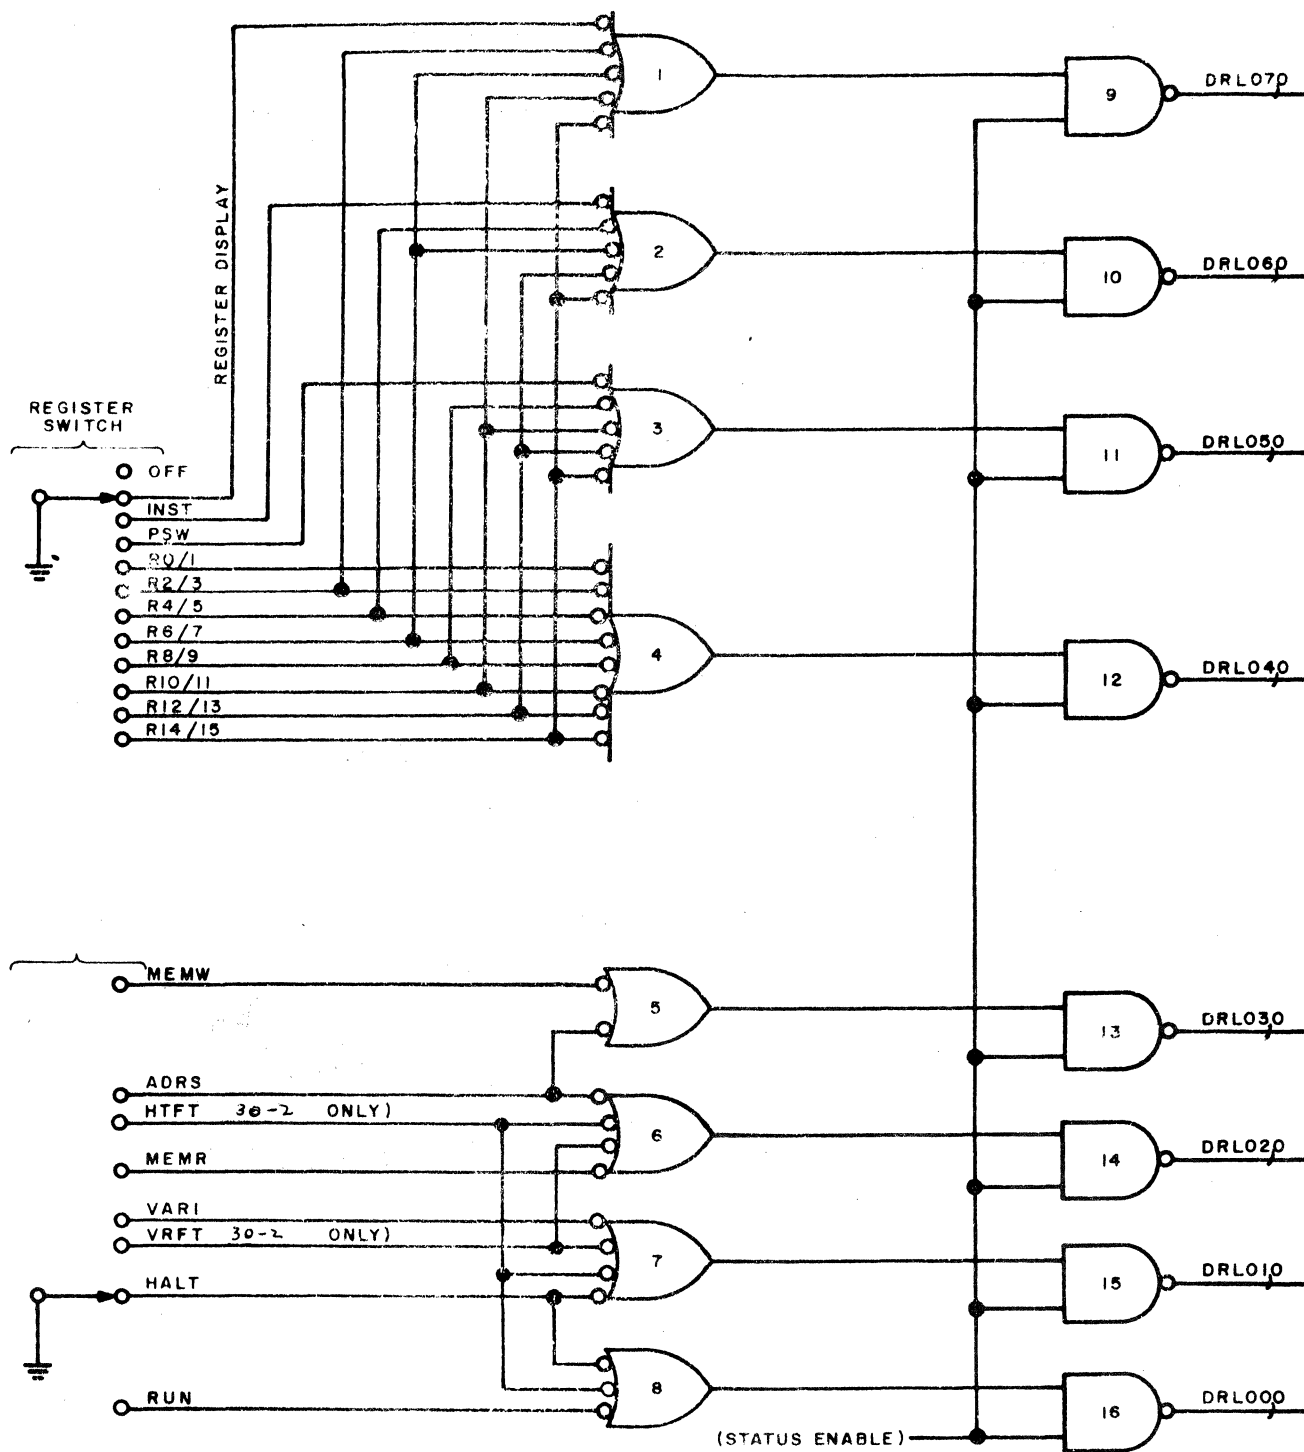 1
9
DRL070
REGISTER DISPLAY
2
10
DRL060
REGISTER
SWITCH
3
11
DRL050
OFF
INST
PSW
R0/1
R2/3
R4/5
R6/7
R8/9
R10/11
R12/13
R14/15
4
12
DRL040
MEMW
5
13
DRL030
ADRS
HTFT 30-2 ONLY)
6
14
DRL020
MEMR
VARI
VRFT 30-2 ONLY)
7
15
DRL010
HALT
8
16
DRL000
RUN
(STATUS ENABLE)